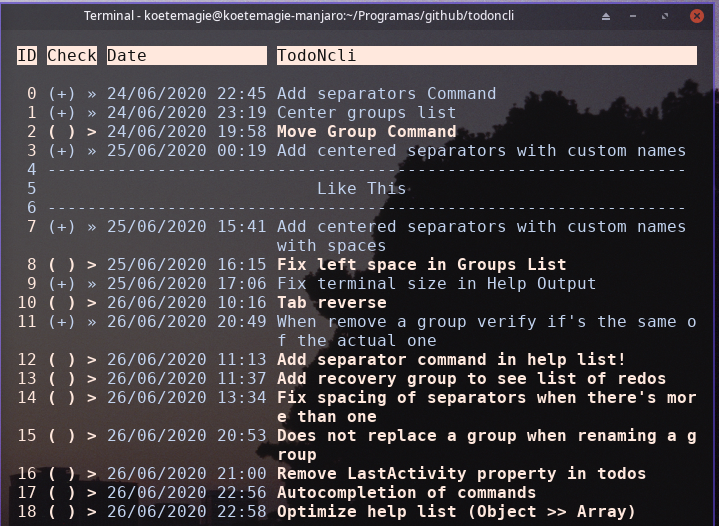 Terminal - koetemagie@koetemagie-manjaro:~/Programas/github/todoncli
ID Check Date TodoNcli
0 (+) » 24/06/2020 22:45 Add separators Command
1 (+) » 24/06/2020 23:19 Center groups list
2 ( ) > 24/06/2020 19:58 Move Group Command
3 (+) » 25/06/2020 00:19 Add centered separators with custom names
4 ----------------------------------------------------------------
5 Like This
6 ----------------------------------------------------------------
7 (+) » 25/06/2020 15:41 Add centered separators with custom names
with spaces
8 ( ) > 25/06/2020 16:15 Fix left space in Groups List
9 (+) » 25/06/2020 17:06 Fix terminal size in Help Output
10 ( ) > 26/06/2020 10:16 Tab reverse
11 (+) » 26/06/2020 20:49 When remove a group verify if's the same o
f the actual one
12 ( ) > 26/06/2020 11:13 Add separator command in help list!
13 ( ) > 26/06/2020 11:37 Add recovery group to see list of redos
14 ( ) > 26/06/2020 13:34 Fix spacing of separators when there's mor
e than one
15 ( ) > 26/06/2020 20:53 Does not replace a group when renaming a g
roup
16 ( ) > 26/06/2020 21:00 Remove LastActivity property in todos
17 ( ) > 26/06/2020 22:56 Autocompletion of commands
18 ( ) > 26/06/2020 22:58 Optimize help list (Object >> Array)